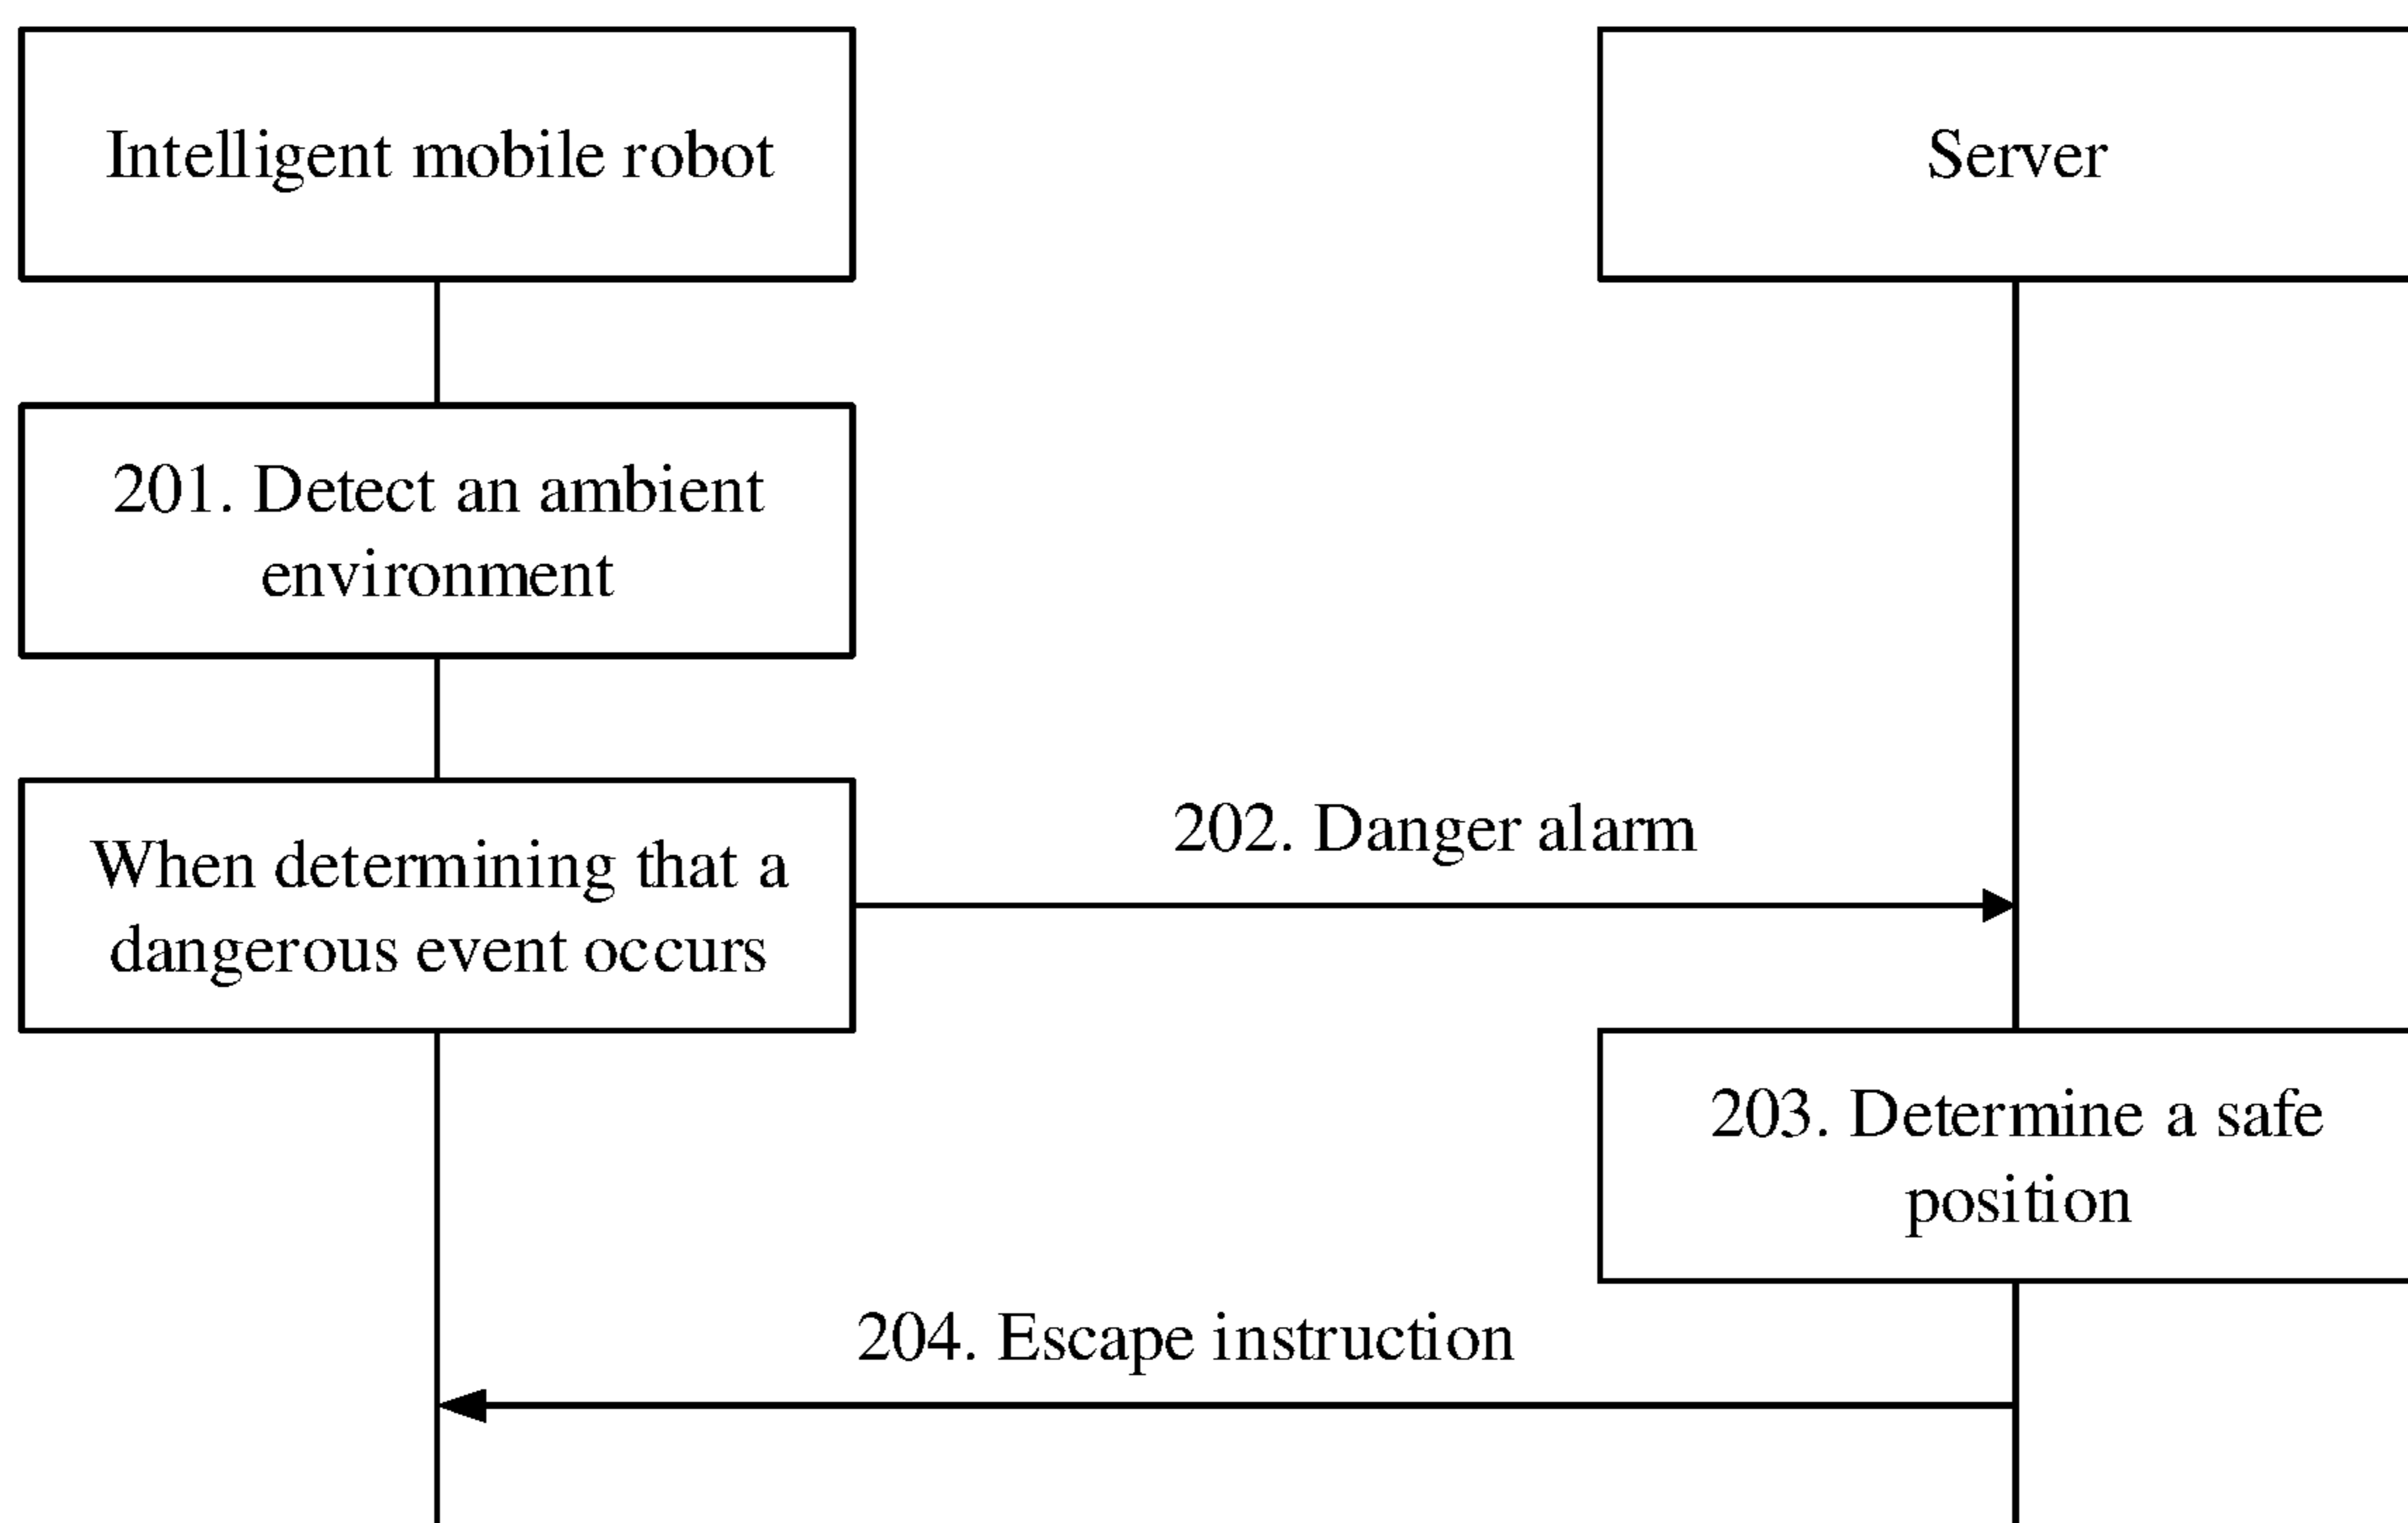 Intelligent mobile robot
Server
201. Detect an ambient
environment
When determining that a
dangerous event occurs
202. Danger alarm
203. Determine a safe
position
204. Escape instruction